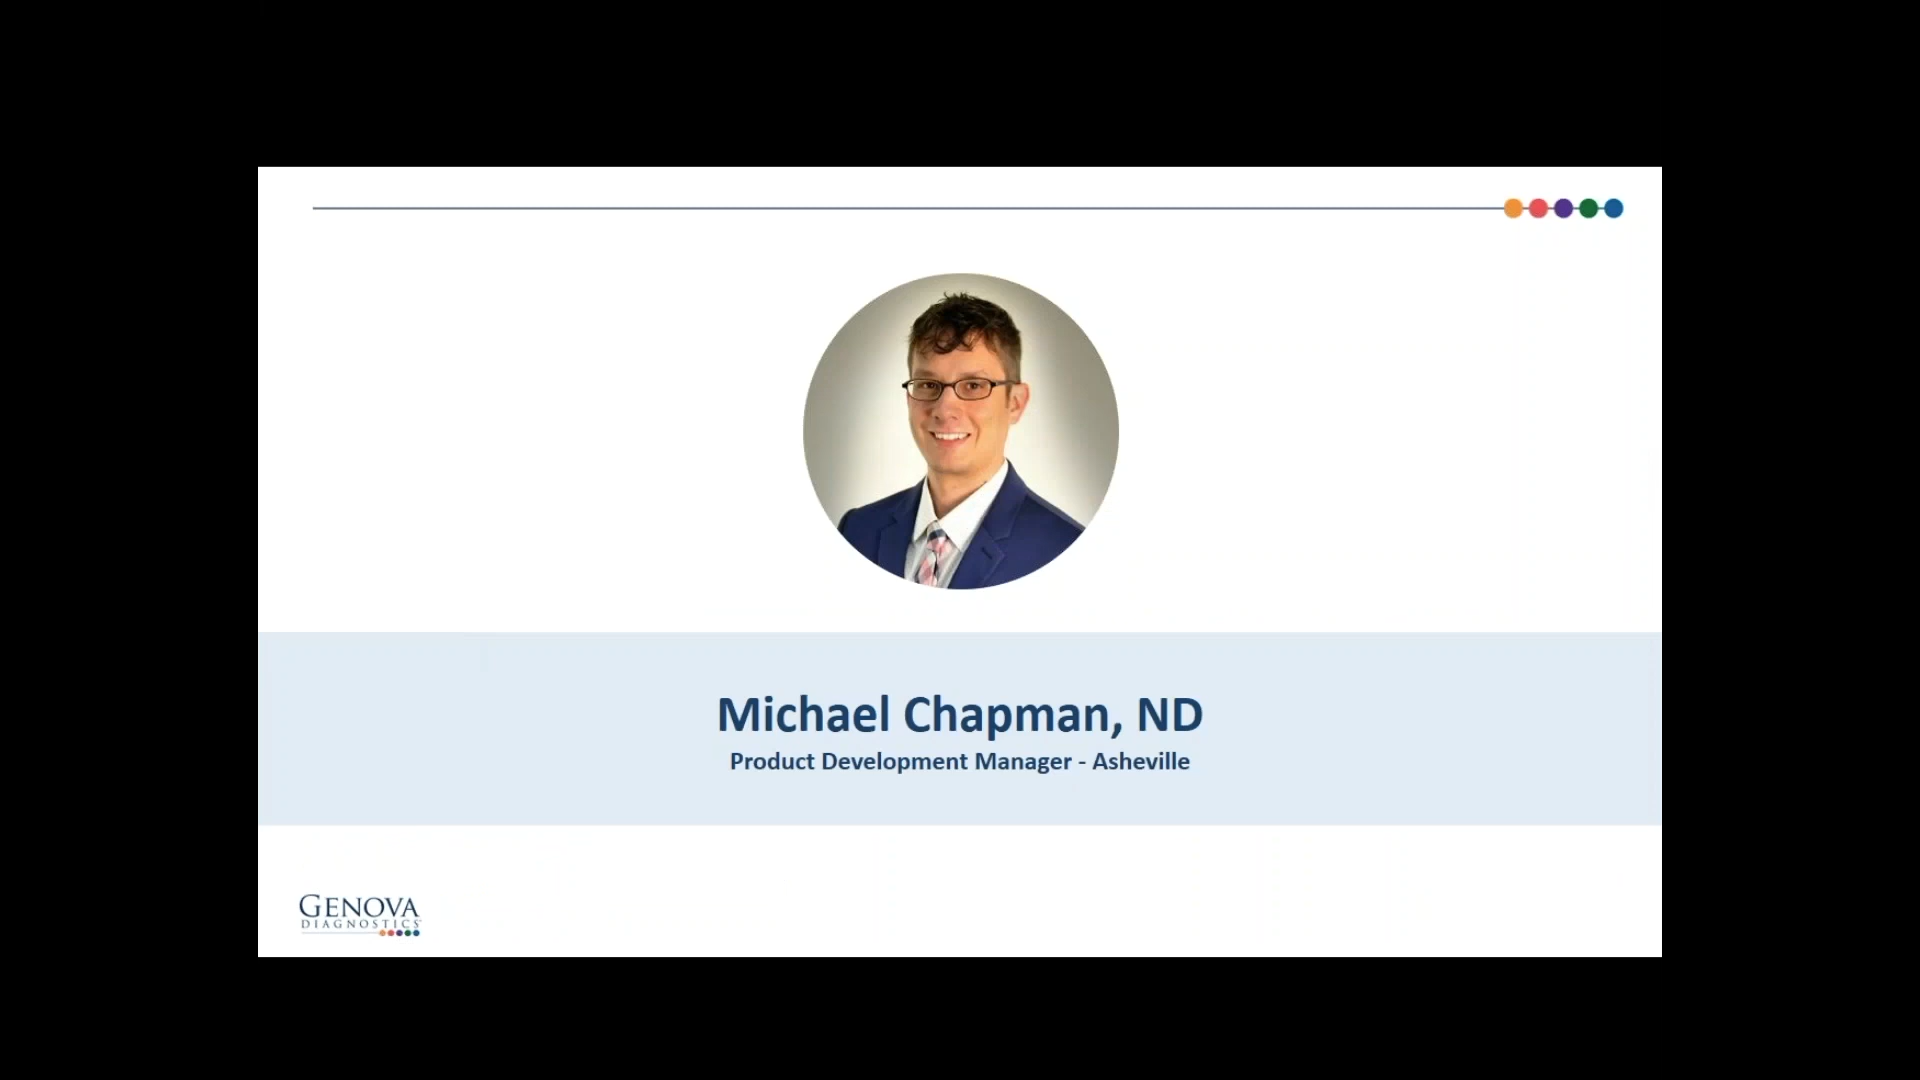 Michael Chapman, ND
Product Development Manager - Asheville
GENOVA
DIAGNOSTICS